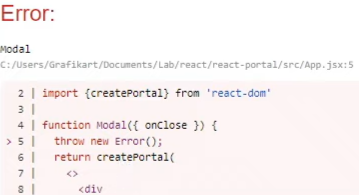 Error:
Modal
C:/Users/Grafikart/Documents/Lab/react/react-portal/src/App.jsx:5
2 | import {createPortal} from 'react-dom'
3 |
4 | function Modal({ onClose }) {
> 5 |   throw new Error();
6 |   return createPortal(
7 |     <>
8 |       <div